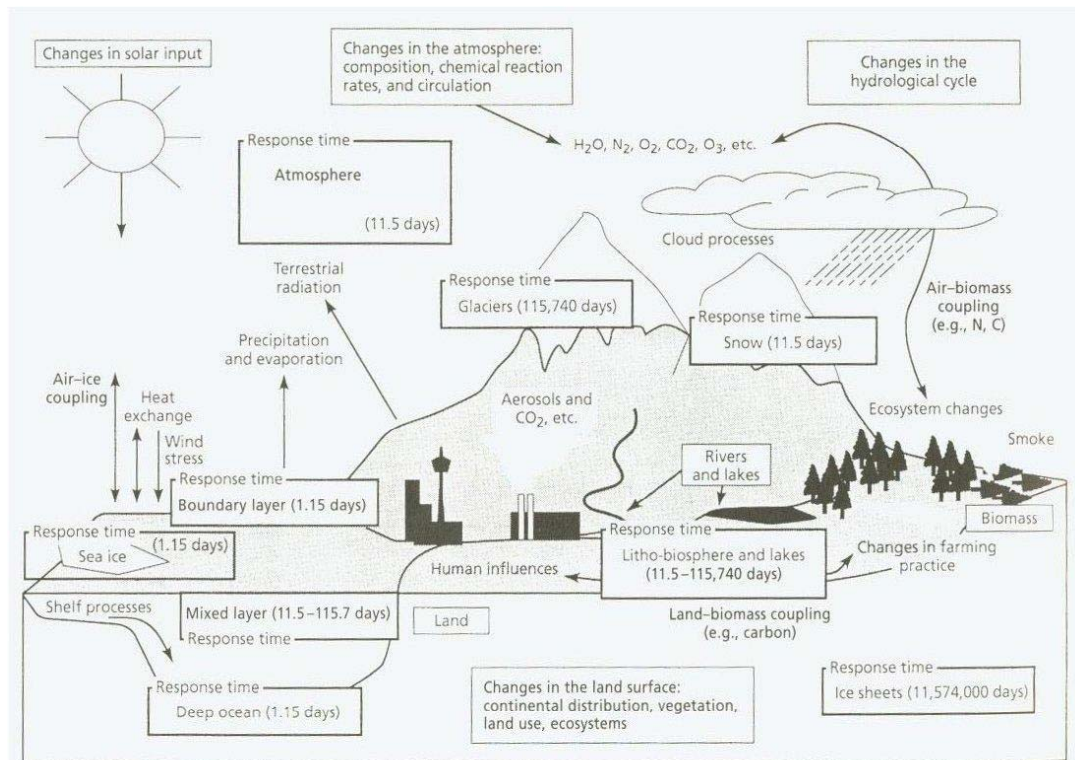 Changes in solar input
Changes in the atmosphere:
composition, chemical reaction
rates, and circulation
Changes in the
hydrological cycle
H₂O, N₂, O₂, CO₂, O₃, etc.
Response time
Atmosphere
(11.5 days)
Cloud processes
Terrestrial
radiation
Response time
Glaciers (115,740 days)
Air–biomass
coupling
(e.g., N, C)
Response time
Snow (11.5 days)
Precipitation
and evaporation
Air–ice
coupling
Heat
exchange
Wind
stress
Aerosols and
CO₂, etc.
Ecosystem changes
Smoke
Rivers
and lakes
Response time
Boundary layer (1.15 days)
Biomass
Response time
(1.15 days)
Sea ice
Response time
Litho-biosphere and lakes
(11.5–115,740 days)
Changes in farming
practice
Human influences
Shelf processes
Mixed layer (11.5–115.7 days)
Response time
Land
Land–biomass coupling
(e.g., carbon)
Response time
Deep ocean (1.15 days)
Changes in the land surface:
continental distribution, vegetation,
land use, ecosystems
Response time
Ice sheets (11,574,000 days)